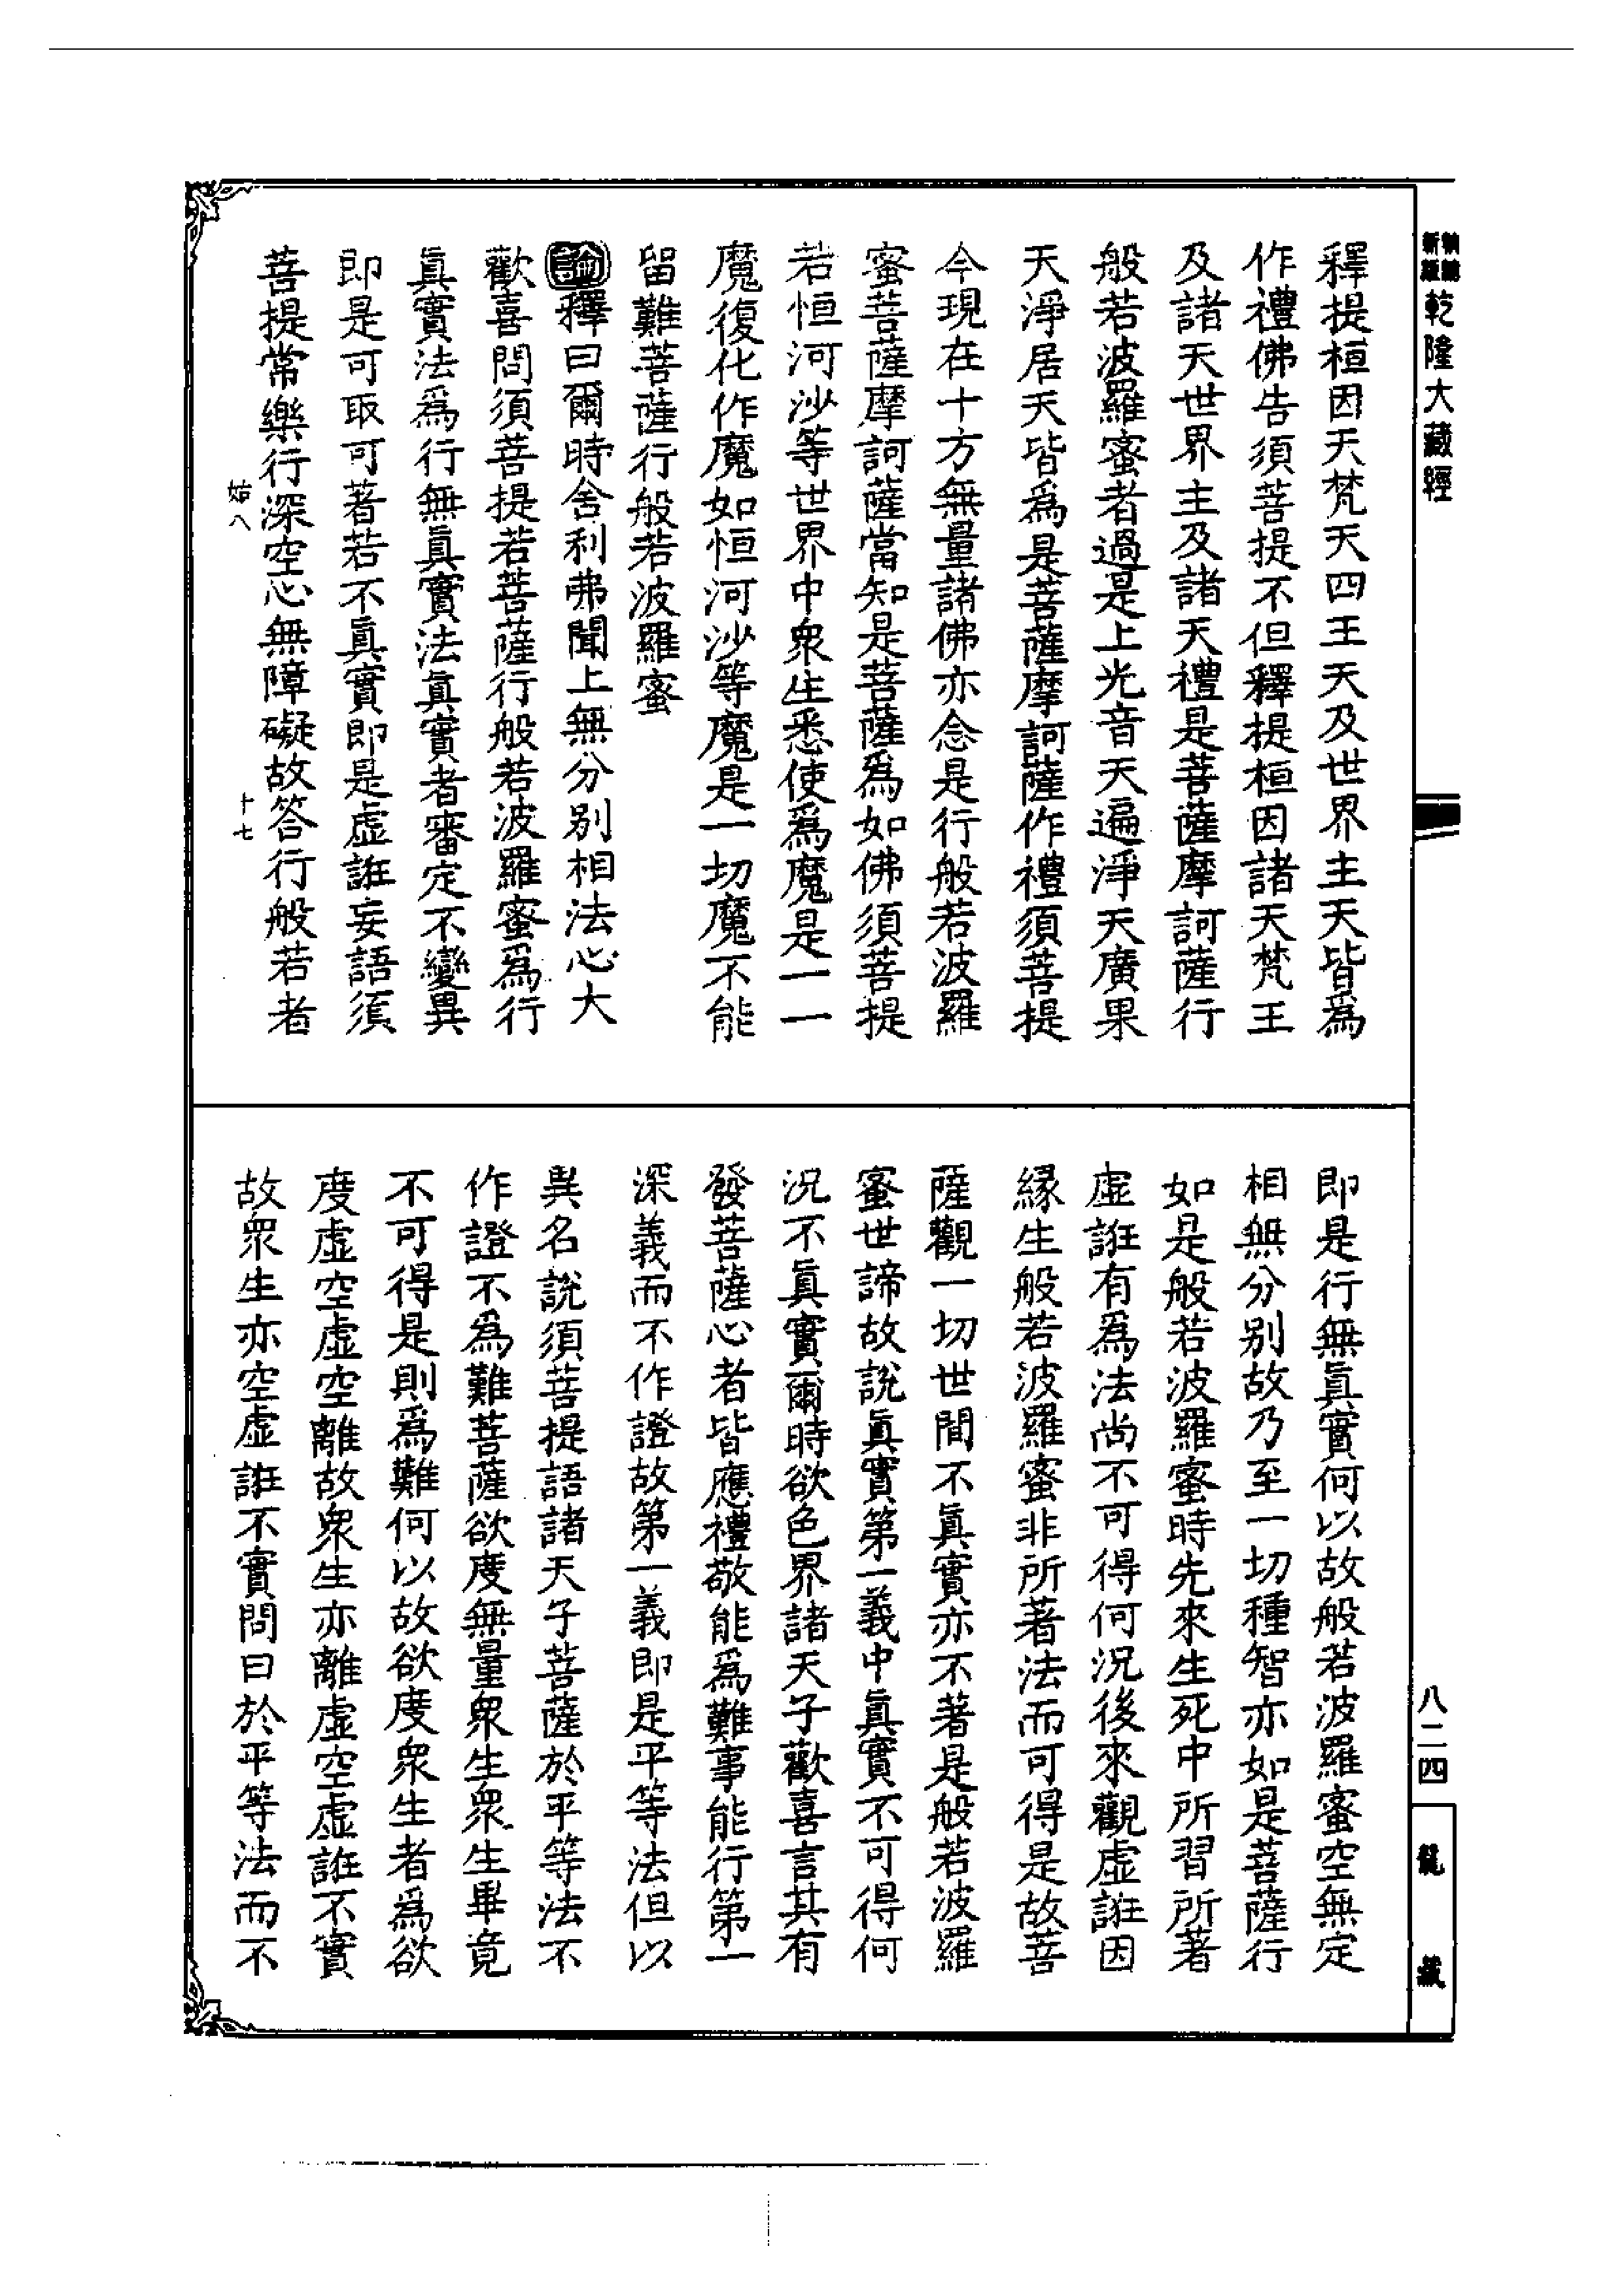 新編縮本乾隆大藏經
釋提桓因天梵天四王天及世界主天皆為
作禮佛告須菩提不但釋提桓因諸天梵王
及諸天世界主及諸天禮是菩薩摩訶薩行
般若波羅蜜者過是上光音天遍淨天廣果
天淨居天皆為是菩薩摩訶薩作禮須菩提
今現在十方無量諸佛亦念是行般若波羅
蜜菩薩摩訶薩當知是菩薩為如佛須菩提
若恒河沙等世界中衆生悉使為魔是一一
魔復化作魔如恒河沙等魔是一切魔不能
留難菩薩行般若波羅蜜
論釋曰爾時舍利弗聞上無分別相法心大
歡喜問須菩提若菩薩行般若波羅蜜為行
眞實法為行無眞實法眞實者審定不變異
即是可取可著若不眞實即是虛誑妄語須
菩提常樂行深空心無障礙故答行般若者
始八
十七
即是行無眞實何以故般若波羅蜜空無定
相無分別故乃至一切種智亦如是菩薩行
如是般若波羅蜜時先來生死中所習所著
虛誑有為法尚不可得何況後來觀虛誑因
緣生般若波羅蜜非所著法而可得是故菩
薩觀一切世間不眞實亦不著是般若波羅
蜜世諦故說眞實第一義中眞實不可得何
況不眞實爾時欲色界諸天子歡喜言其有
發菩薩心者皆應禮敬能為難事能行第一
深義而不作證故第一義即是平等法但以
異名說須菩提語諸天子菩薩於平等法不
作證不為難菩薩欲度無量衆生衆生畢竟
不可得是則為難何以故欲度衆生者為欲
度虛空虛空離故衆生亦離虛空虛誑不實
故衆生亦空虛誑不實問曰於平等法而不
八二四
龍藏